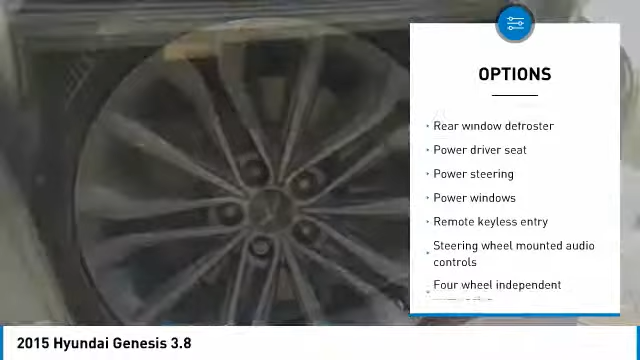 OPTIONS
Rear window defroster
Power driver seat
Power steering
Power windows
Remote keyless entry
Steering wheel mounted audio
controls
Four wheel independent
2015 Hyundai Genesis 3.8